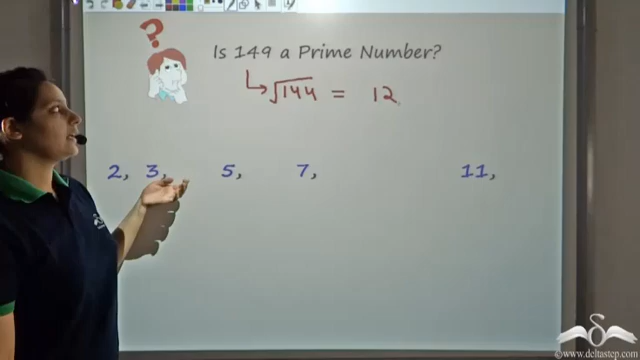 Is 149 a Prime Number?
↳ √144 = 12
2, 3, 5, 7, 11,
©www.deltastep.com